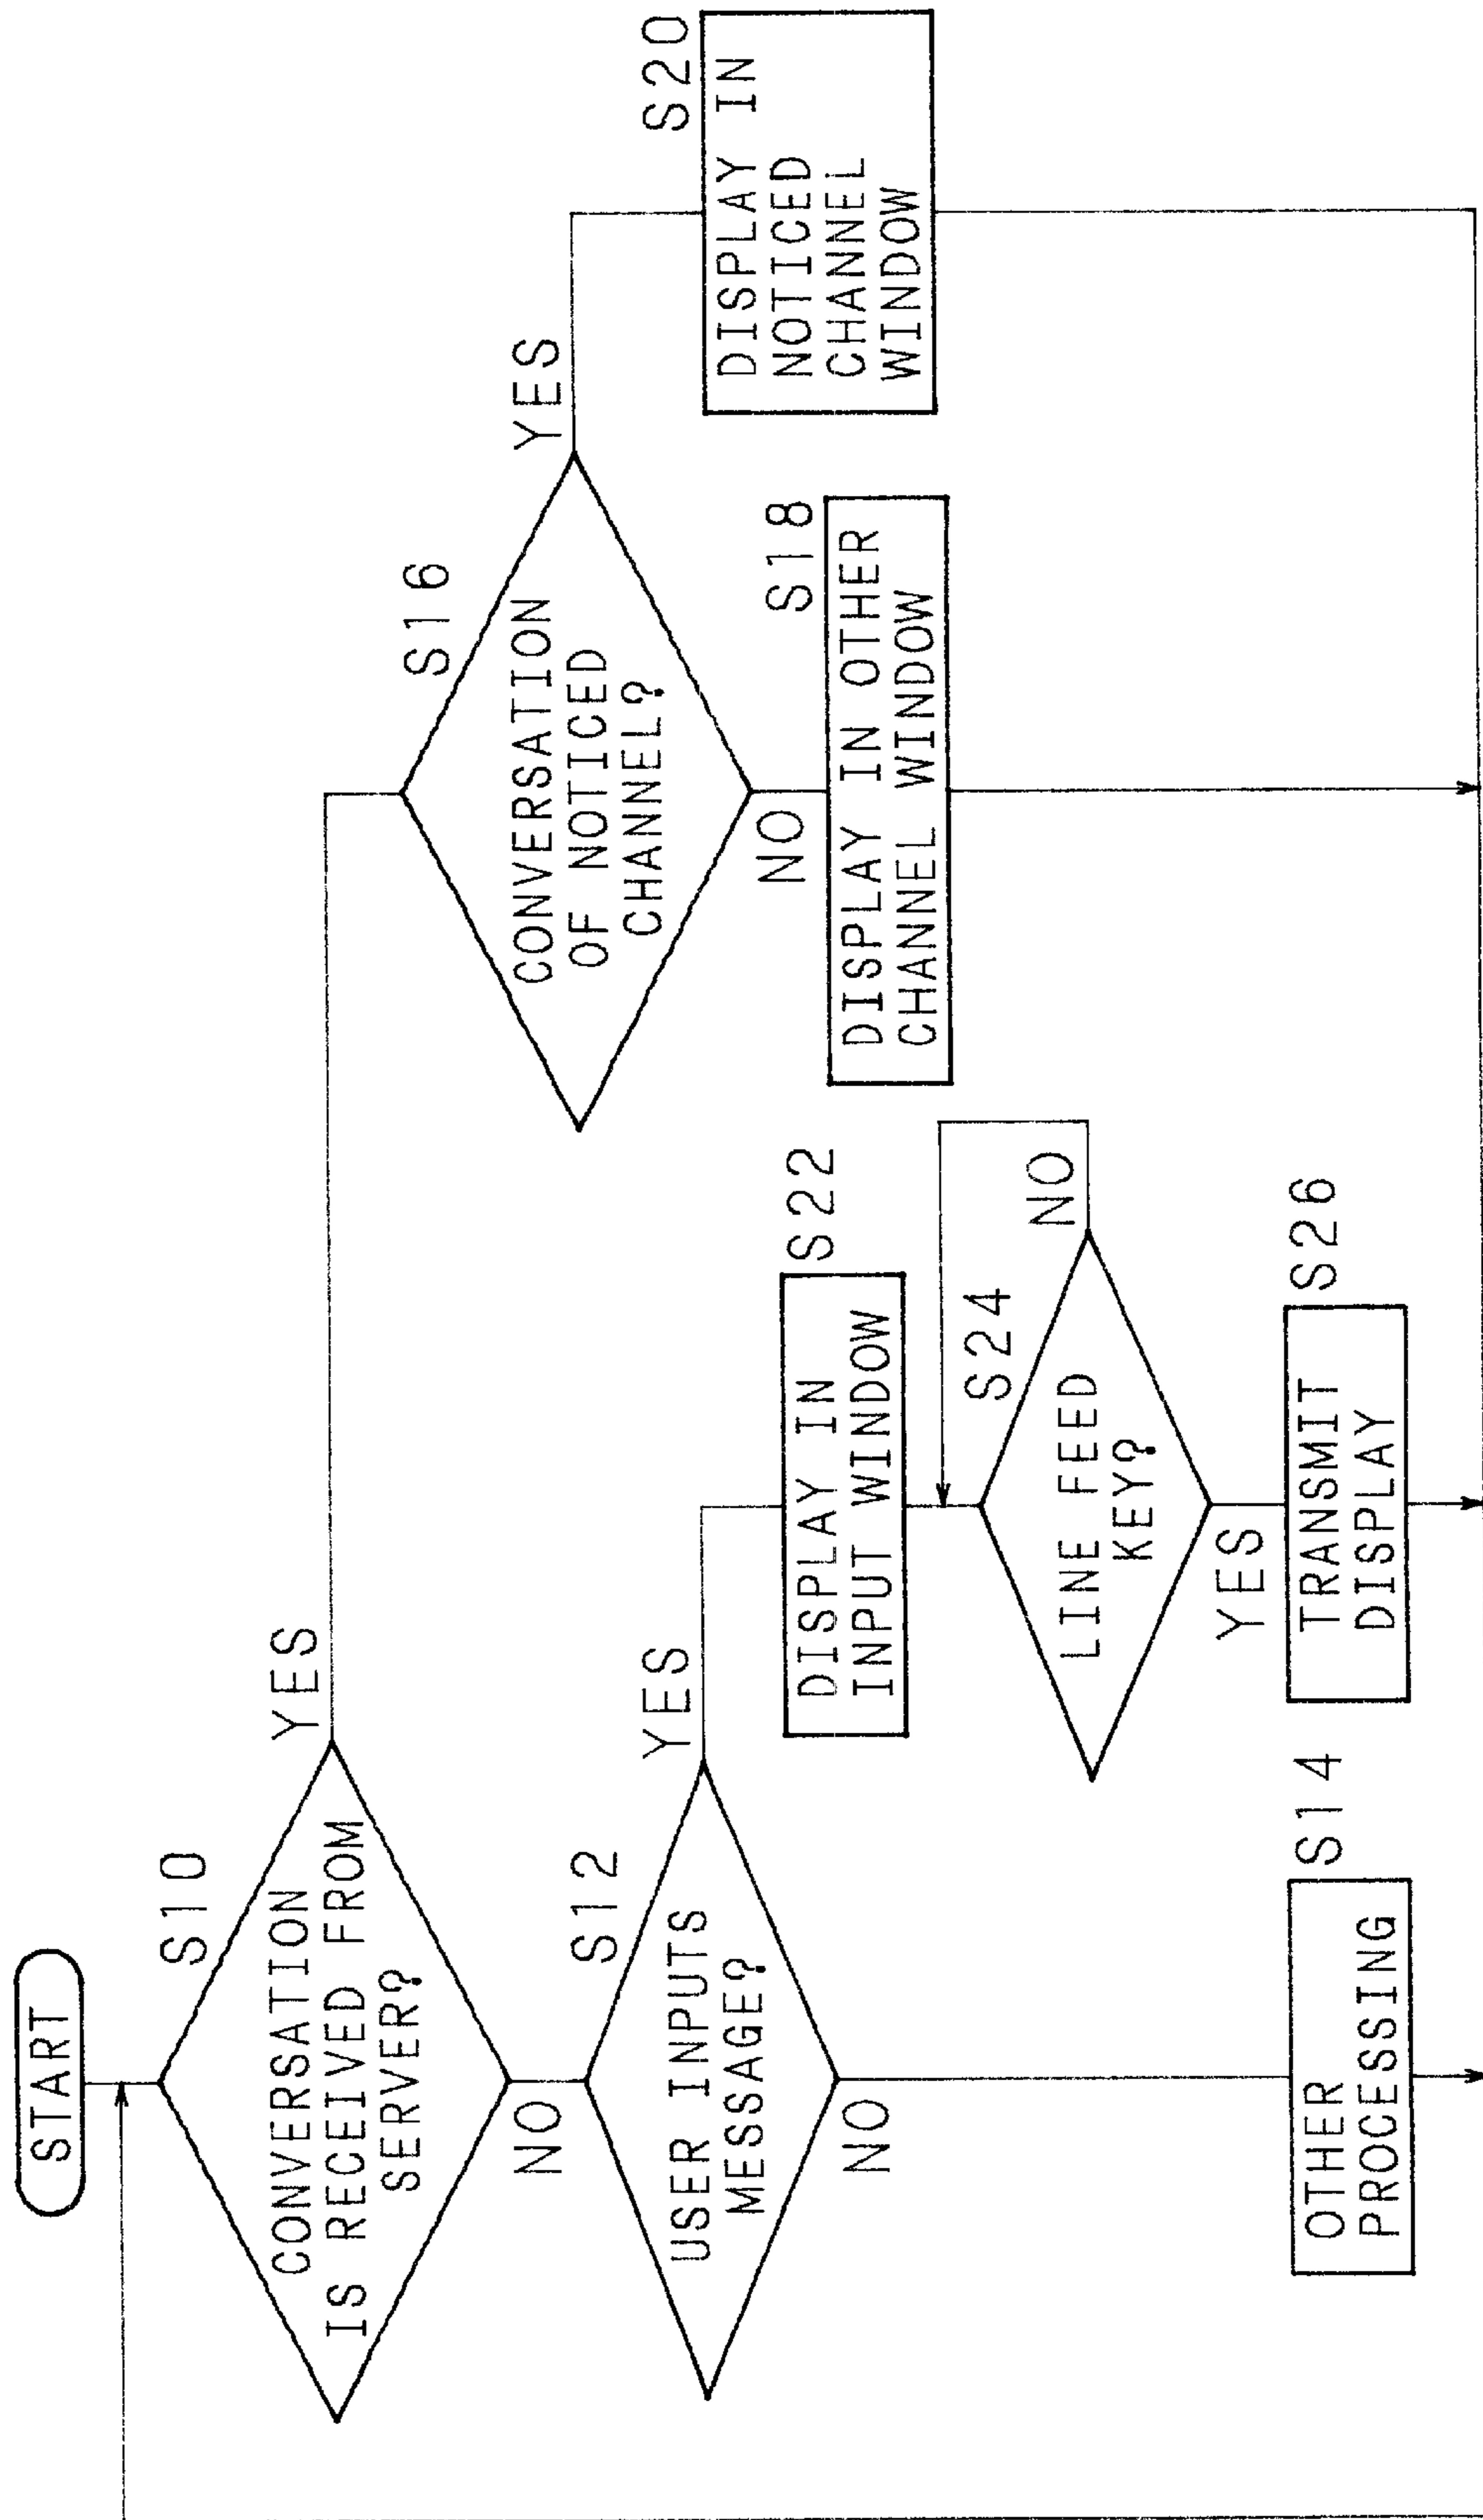 START
S10
CONVERSATION
IS RECEIVED FROM
SERVER?
YES
NO
S12
USER INPUTS
MESSAGE?
YES
NO
S14
OTHER
PROCESSING
S16
CONVERSATION
OF NOTICED
CHANNEL?
YES
NO
S18
DISPLAY IN OTHER
CHANNEL WINDOW
S20
DISPLAY IN
NOTICED
CHANNEL
WINDOW
S22
DISPLAY IN
INPUT WINDOW
S24
LINE FEED
KEY?
NO
YES
S26
TRANSMIT
DISPLAY